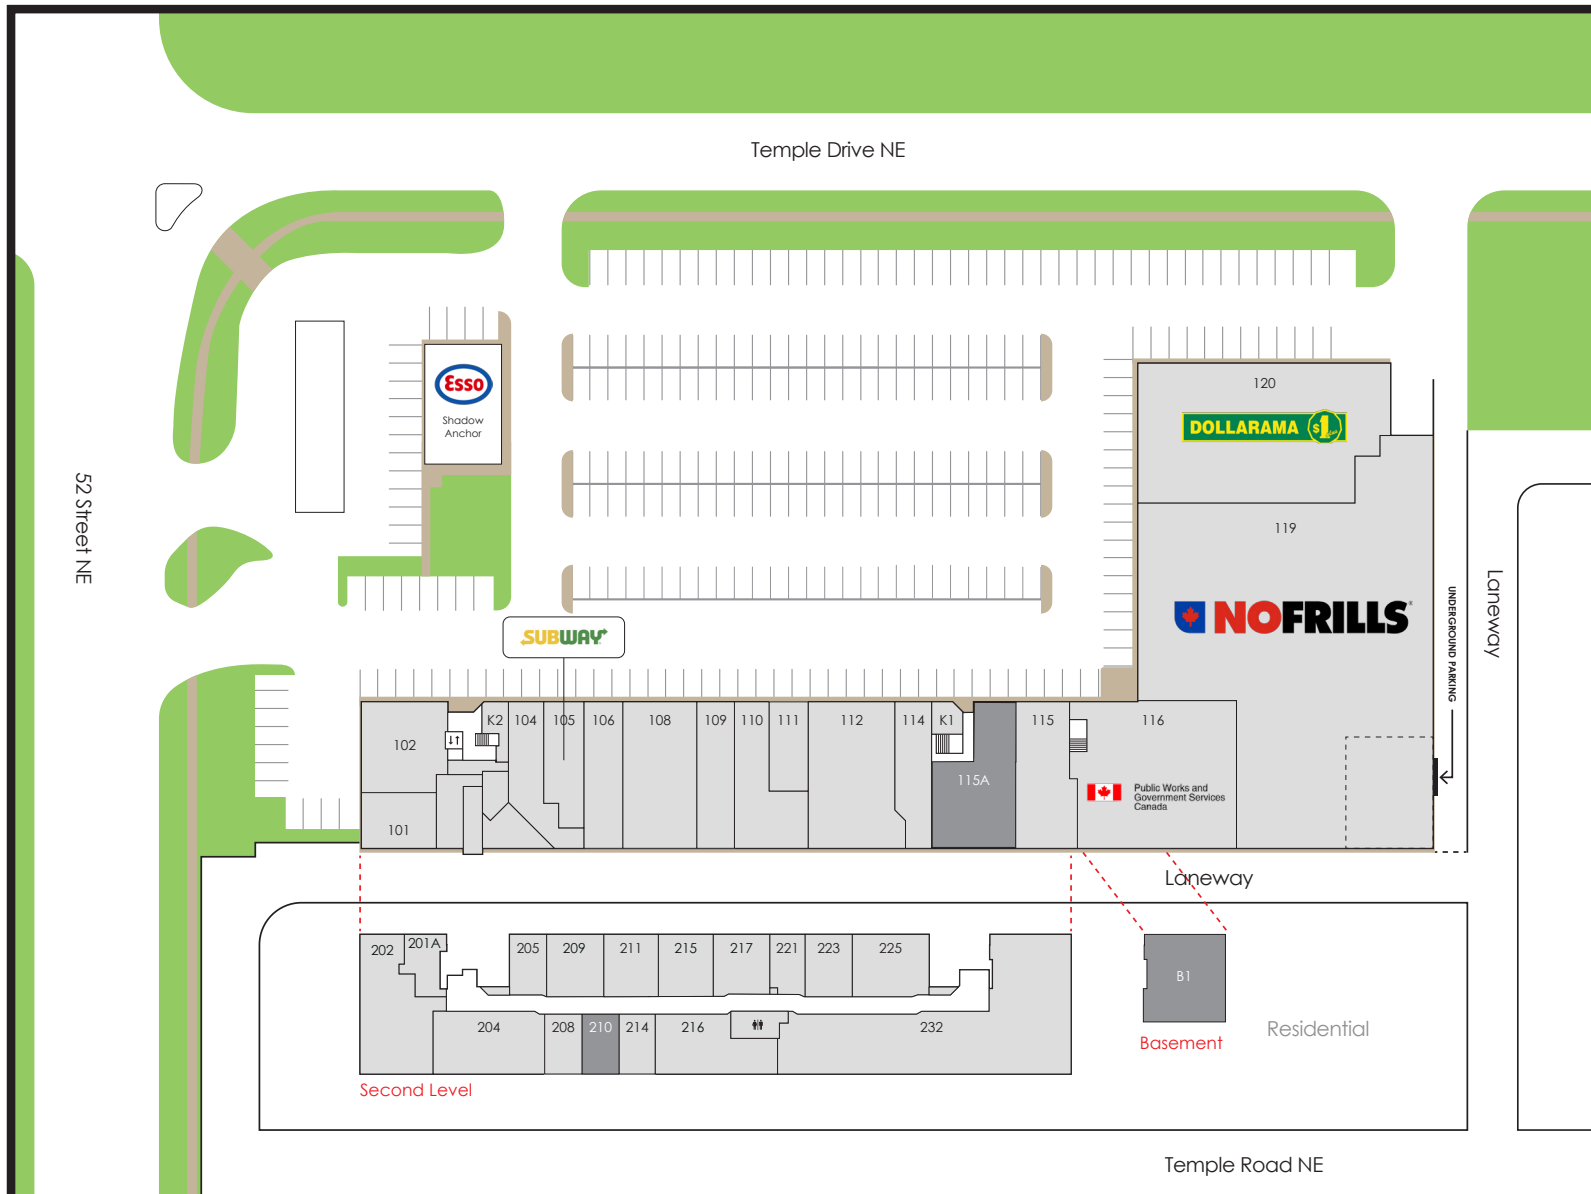 Temple Drive NE
Esso
Shadow
Anchor
52 Street NE
120
DOLLARAMA $1
119
NOFRILLS
Laneway
UNDERGROUND PARKING
SUBWAY
102
K2
104
105
106
108
109
110
111
112
114
K1
115
116
115A
101
Public Works and
Government Services
Canada
Laneway
202
201A
205
209
211
215
217
221
223
225
B1
204
208
210
214
216
232
Residential
Basement
Second Level
Temple Road NE